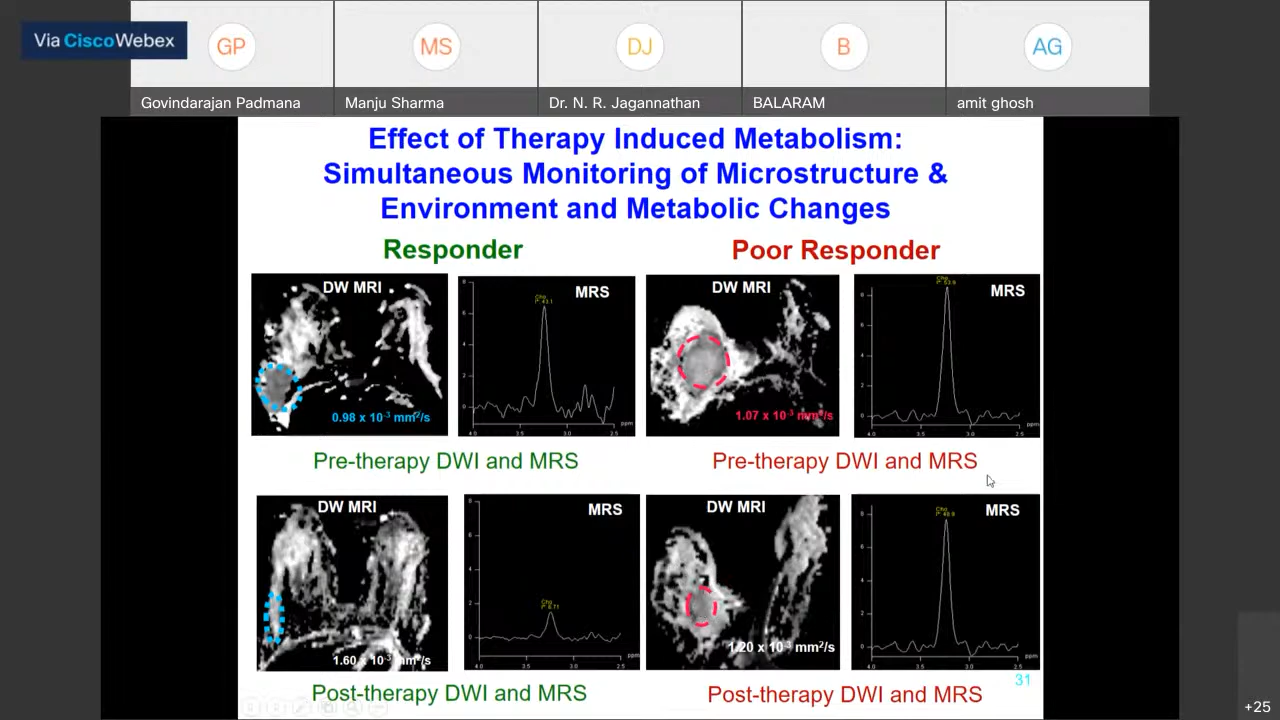 Via Cisco Webex
GP
MS
DJ
B
AG
Govindarajan Padmana
Manju Sharma
Dr. N. R. Jagannathan
BALARAM
amit ghosh
Effect of Therapy Induced Metabolism:
Simultaneous Monitoring of Microstructure &
Environment and Metabolic Changes
Responder
Poor Responder
DW MRI
MRS
DW MRI
MRS
0.98 x 10⁻³ mm²/s
1.07 x 10⁻³ mm²/s
Pre-therapy DWI and MRS
Pre-therapy DWI and MRS
DW MRI
MRS
DW MRI
MRS
1.60 x 10⁻³ mm²/s
1.20 x 10⁻³ mm²/s
Post-therapy DWI and MRS
Post-therapy DWI and MRS
31
+25